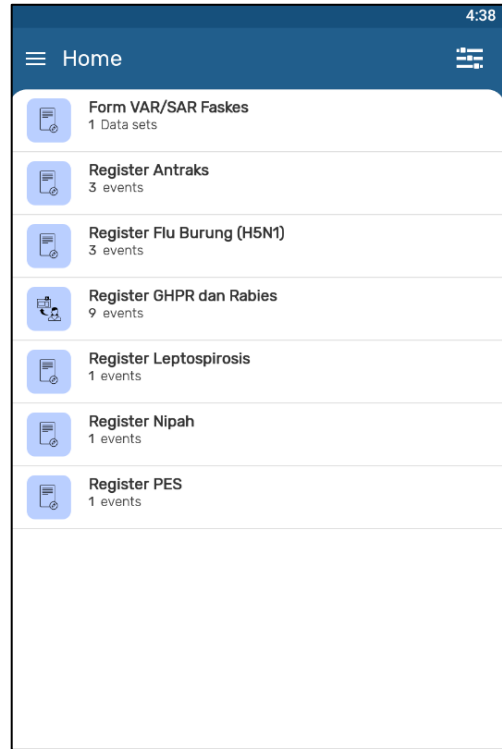 4:38
Home
Form VAR/SAR Faskes
1 Data sets
Register Antraks
3 events
Register Flu Burung (H5N1)
3 events
Register GHPR dan Rabies
9 events
Register Leptospirosis
1 events
Register Nipah
1 events
Register PES
1 events